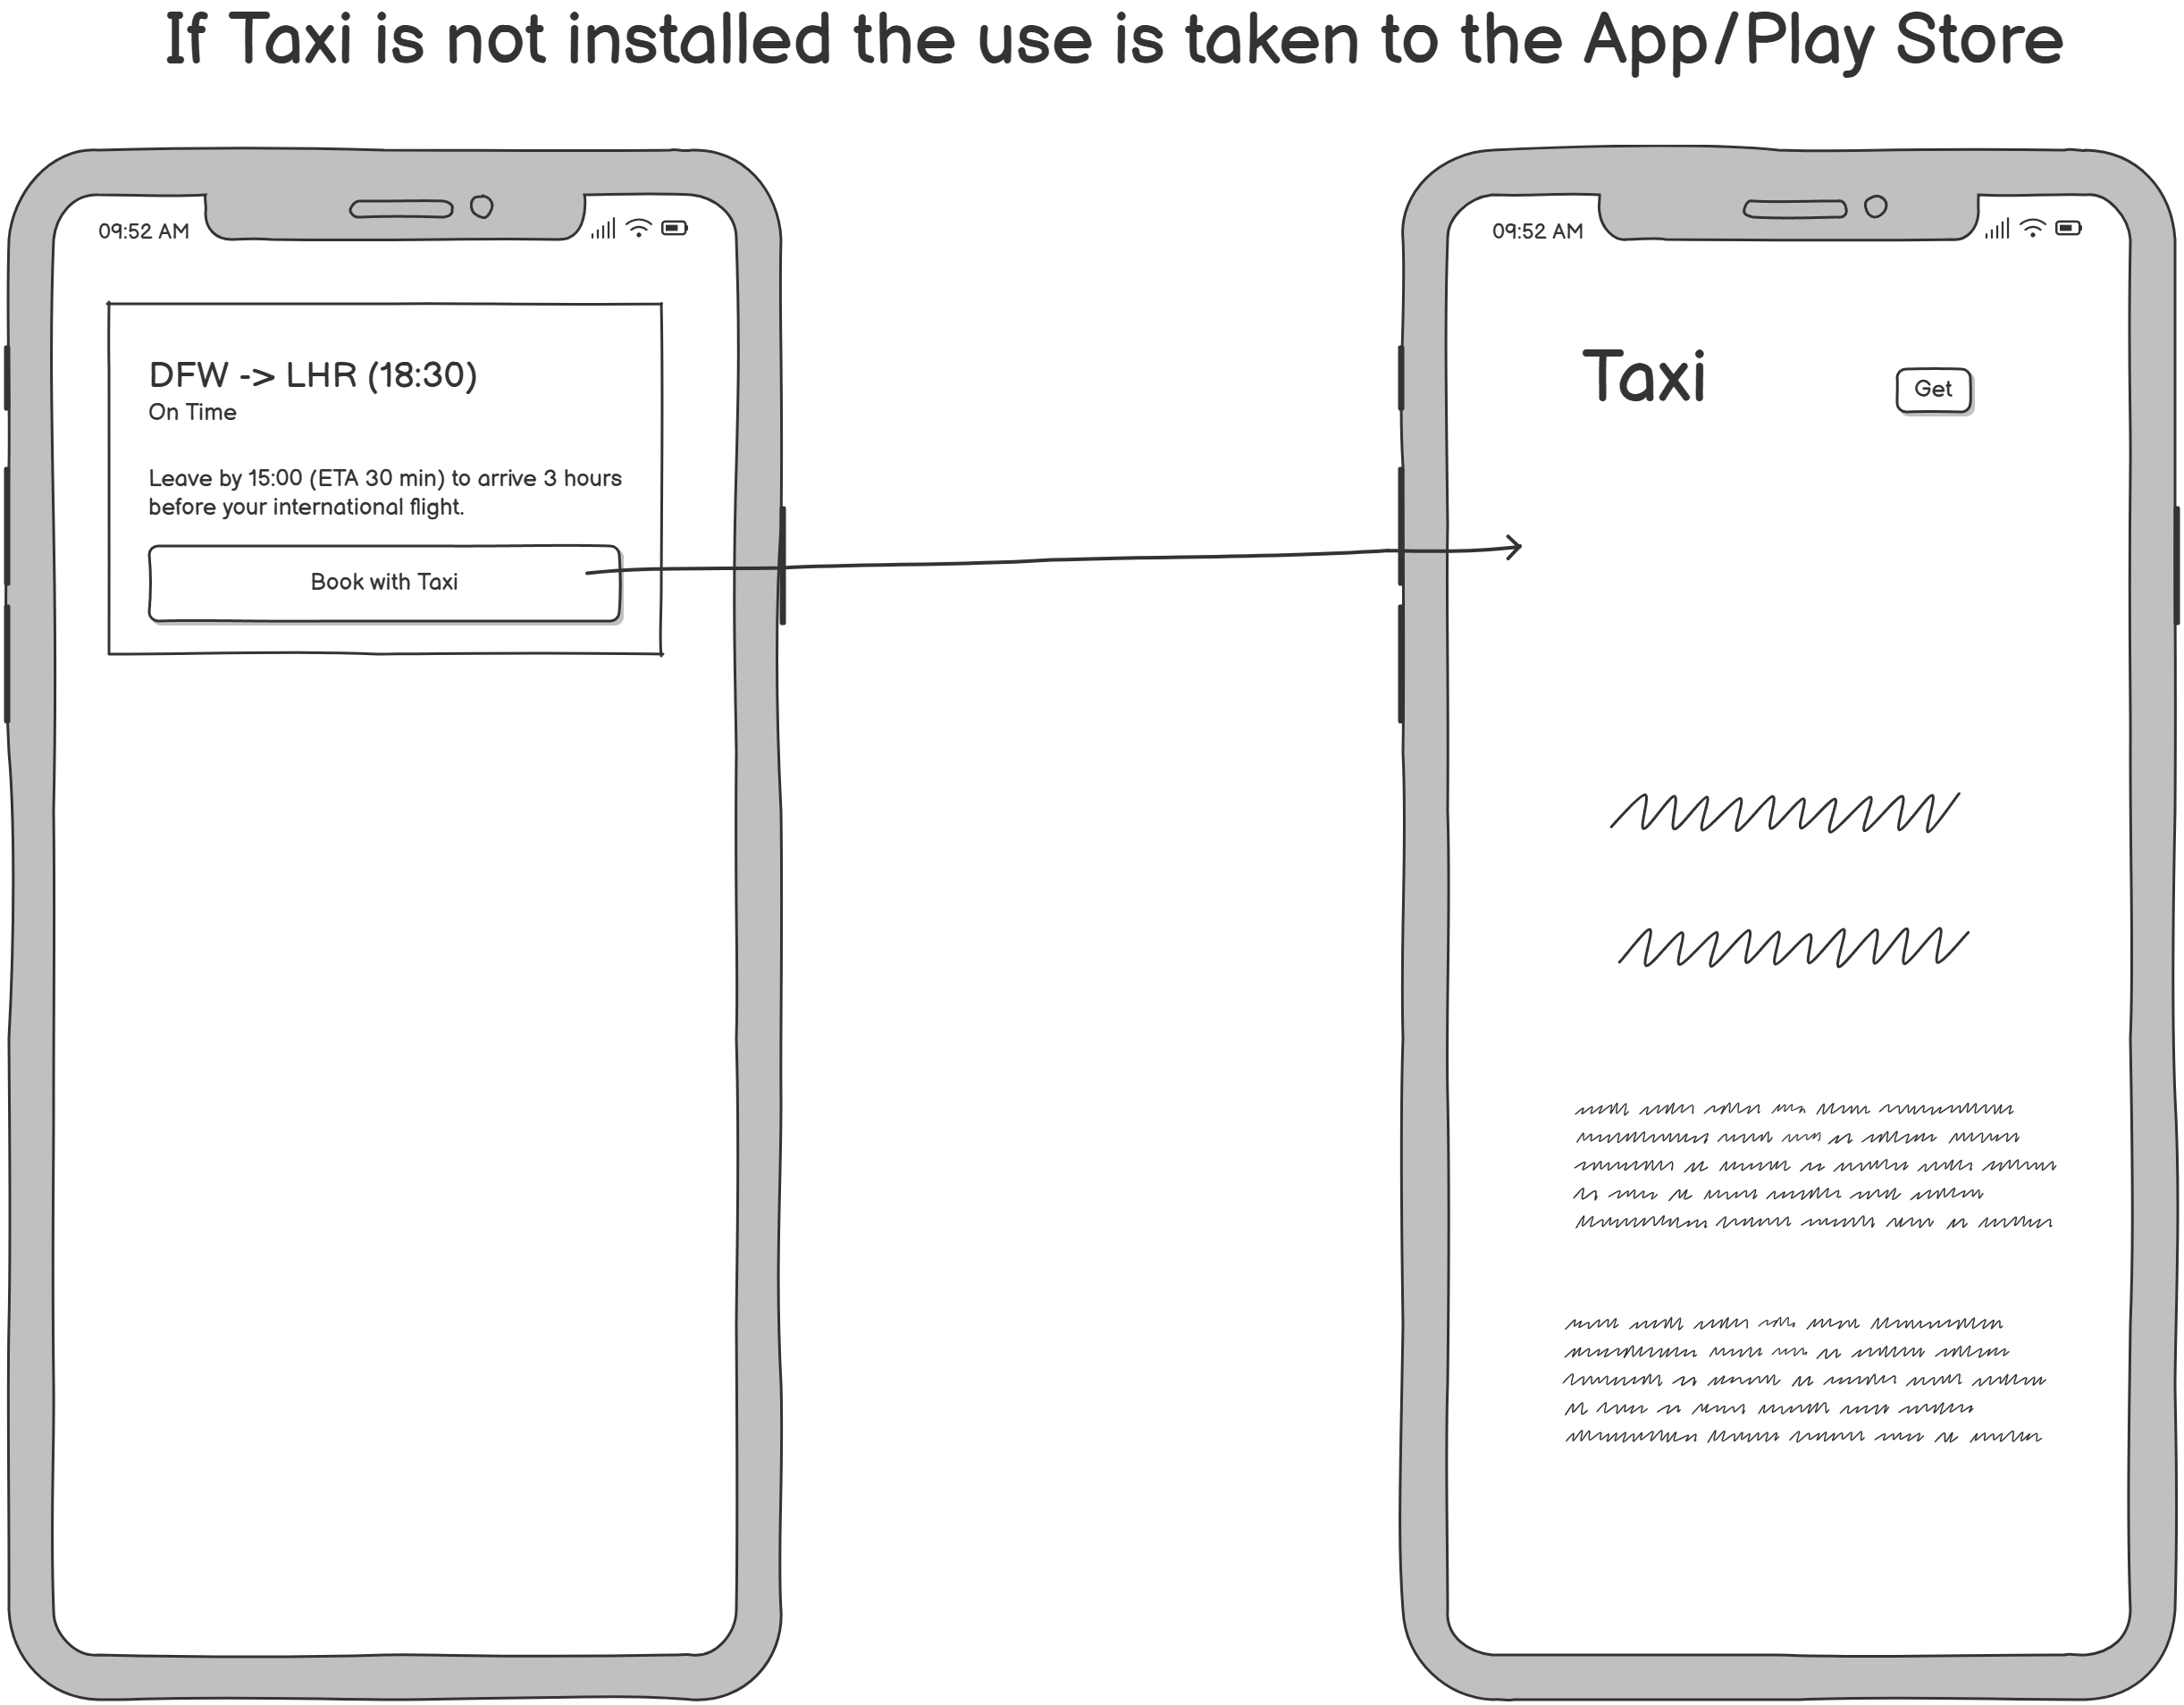 If Taxi is not installed the use is taken to the App/Play Store
09:52 AM
DFW -> LHR (18:30)
On Time
Leave by 15:00 (ETA 30 min) to arrive 3 hours
before your international flight.
Book with Taxi
09:52 AM
Taxi
Get